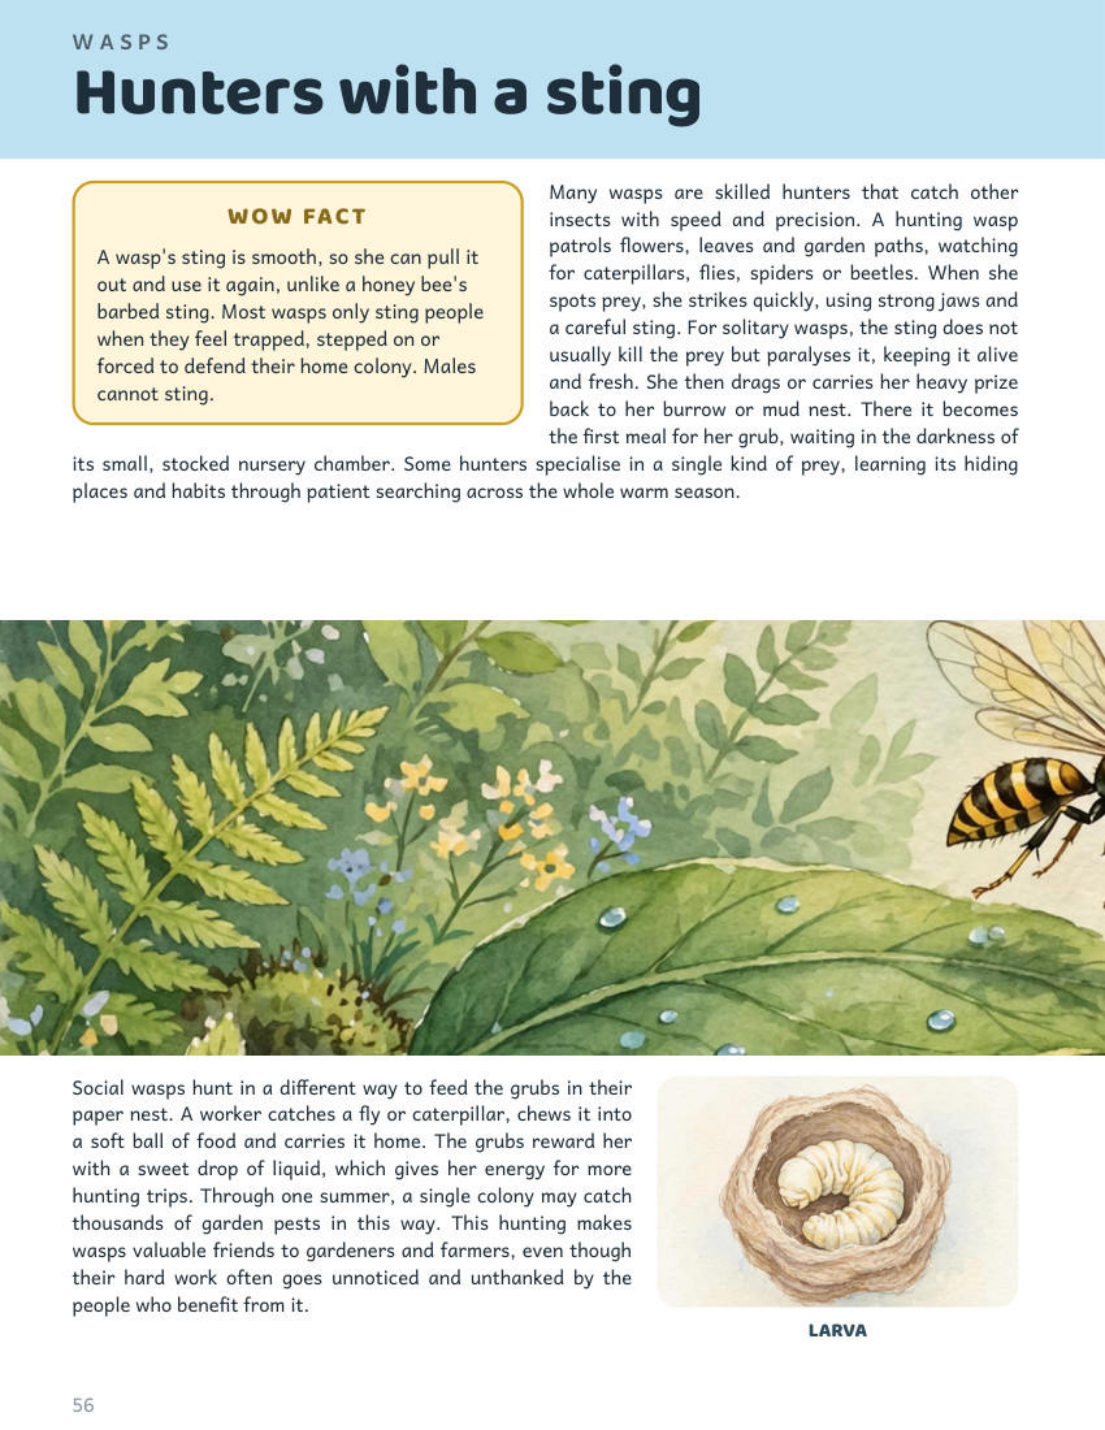 WASPS
Hunters with a sting
WOW FACT
A wasp's sting is smooth, so she can pull it
out and use it again, unlike a honey bee's
barbed sting. Most wasps only sting people
when they feel trapped, stepped on or
forced to defend their home colony. Males
cannot sting.
Many wasps are skilled hunters that catch other
insects with speed and precision. A hunting wasp
patrols flowers, leaves and garden paths, watching
for caterpillars, flies, spiders or beetles. When she
spots prey, she strikes quickly, using strong jaws and
a careful sting. For solitary wasps, the sting does not
usually kill the prey but paralyses it, keeping it alive
and fresh. She then drags or carries her heavy prize
back to her burrow or mud nest. There it becomes
the first meal for her grub, waiting in the darkness of
its small, stocked nursery chamber. Some hunters specialise in a single kind of prey, learning its hiding
places and habits through patient searching across the whole warm season.
Social wasps hunt in a different way to feed the grubs in their
paper nest. A worker catches a fly or caterpillar, chews it into
a soft ball of food and carries it home. The grubs reward her
with a sweet drop of liquid, which gives her energy for more
hunting trips. Through one summer, a single colony may catch
thousands of garden pests in this way. This hunting makes
wasps valuable friends to gardeners and farmers, even though
their hard work often goes unnoticed and unthanked by the
people who benefit from it.
LARVA
56